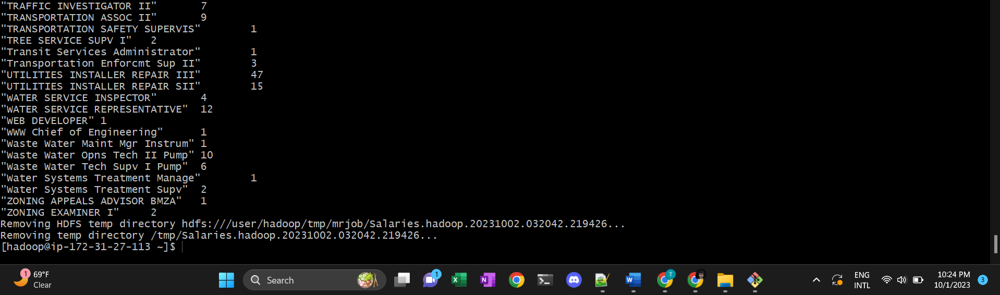 "TRAFFIC INVESTIGATOR II"	7
"TRANSPORTATION ASSOC II"	9
"TRANSPORTATION SAFETY SUPERVIS"	1
"TREE SERVICE SUPV I"	2
"Transit Services Administrator"	1
"Transportation Enforcmt Sup II"	3
"UTILITIES INSTALLER REPAIR III"	47
"UTILITIES INSTALLER REPAIR SII"	15
"WATER SERVICE INSPECTOR"	4
"WATER SERVICE REPRESENTATIVE"	12
"WEB DEVELOPER"	1
"WWW Chief of Engineering"	1
"Waste Water Maint Mgr Instrum"	1
"Waste Water Opns Tech II Pump"	10
"Waste Water Tech Supv I Pump"	6
"Water Systems Treatment Manage"	1
"Water Systems Treatment Supv"	2
"ZONING APPEALS ADVISOR BMZA"	1
"ZONING EXAMINER I"	2
Removing HDFS temp directory hdfs:///user/hadoop/tmp/mrjob/Salaries.hadoop.20231002.032042.219426...
Removing temp directory /tmp/Salaries.hadoop.20231002.032042.219426...
[hadoop@ip-172-31-27-113 ~]$
1 69°F
Clear
Search
1
X
N
W
T
ENG
INTL
10:24 PM
10/1/2023
3